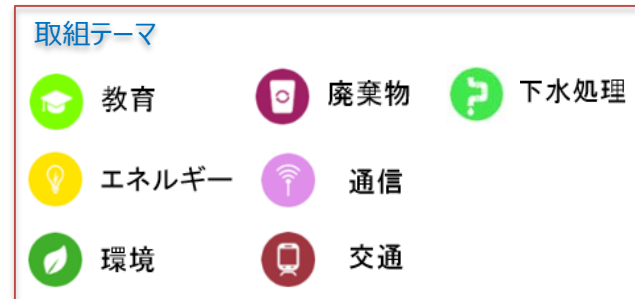 取組テーマ
教育 廃棄物 下水処理
エネルギー 通信
環境 交通